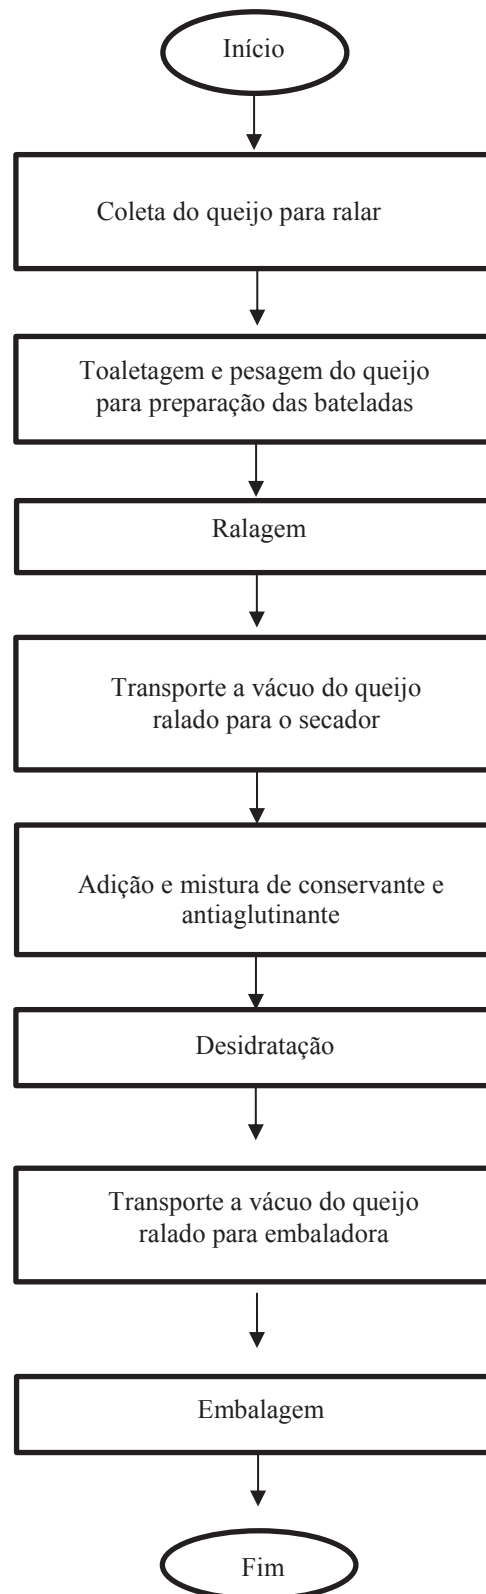 Início
Coleta do queijo para ralar
Toaletagem e pesagem do queijo
para preparação das bateladas
Ralagem
Transporte a vácuo do queijo
ralado para o secador
Adição e mistura de conservante e
antiaglutinante
Desidratação
Transporte a vácuo do queijo
ralado para embaladora
Embalagem
Fim